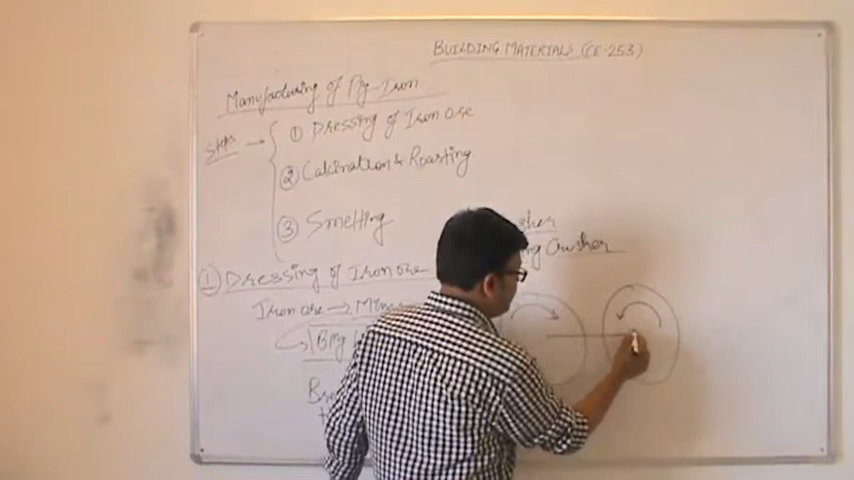 BUILDING MATERIALS (CE-253)
Manufacturing of Pig-Iron
Steps → ① Dressing of Iron ore
② Calcination & Roasting
③ Smelting
① Dressing of Iron ore
Iron ore →
Crusher